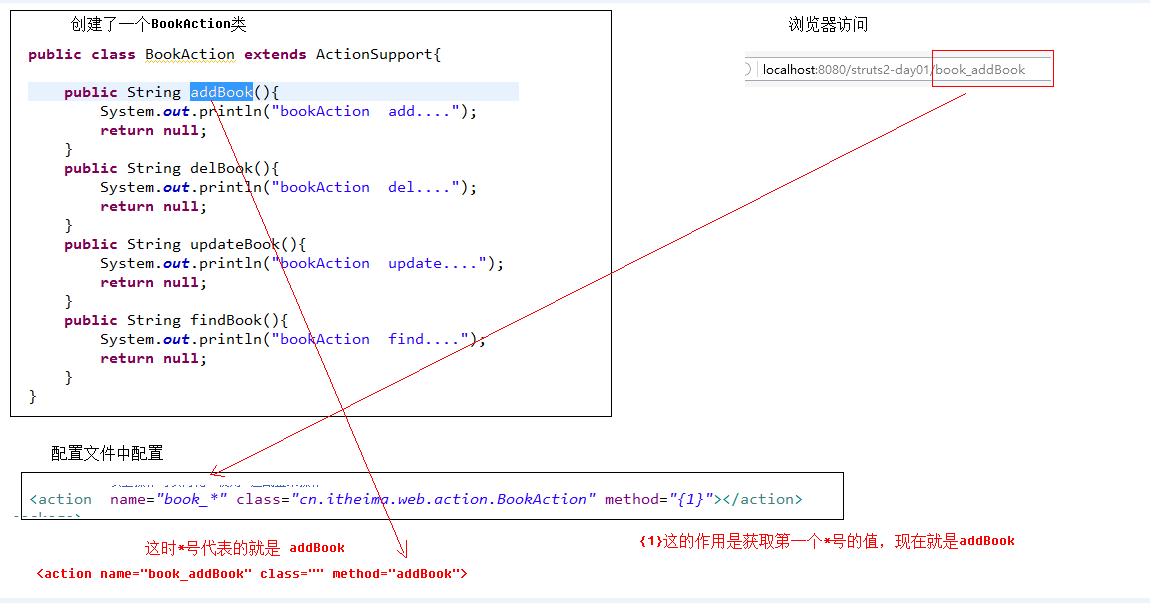 创建了一个BookAction类
浏览器访问
public class BookAction extends ActionSupport{
localhost:8080/struts2-day01/book_addBook
public String addBook(){
System.out.println("bookAction  add....");
return null;
}
public String delBook(){
System.out.println("bookAction  del....");
return null;
}
public String updateBook(){
System.out.println("bookAction  update....");
return null;
}
public String findBook(){
System.out.println("bookAction  find....");
return null;
}
}
配置文件中配置
<action  name="book_*" class="cn.itheima.web.action.BookAction" method="{1}"></action>
这时*号代表的就是 addBook
{1}这的作用是获取第一个*号的值，现在就是addBook
<action name="book_addBook" class="" method="addBook">